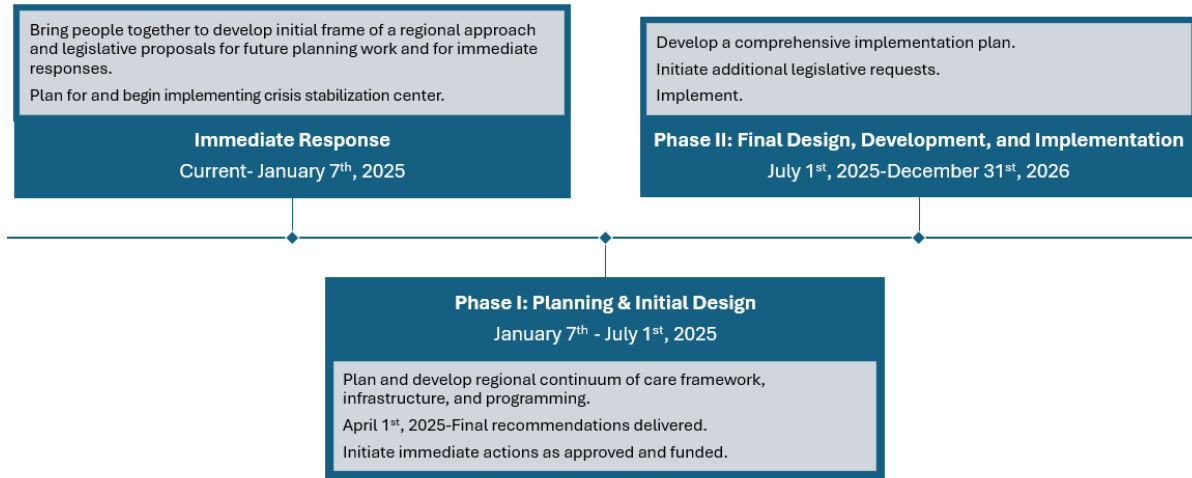 Bring people together to develop initial frame of a regional approach
and legislative proposals for future planning work and for immediate
responses.
Plan for and begin implementing crisis stabilization center.
Immediate Response
Current- January 7th, 2025
Develop a comprehensive implementation plan.
Initiate additional legislative requests.
Implement.
Phase II: Final Design, Development, and Implementation
July 1st, 2025-December 31st, 2026
Phase I: Planning & Initial Design
January 7th - July 1st, 2025
Plan and develop regional continuum of care framework,
infrastructure, and programming.
April 1st, 2025-Final recommendations delivered.
Initiate immediate actions as approved and funded.